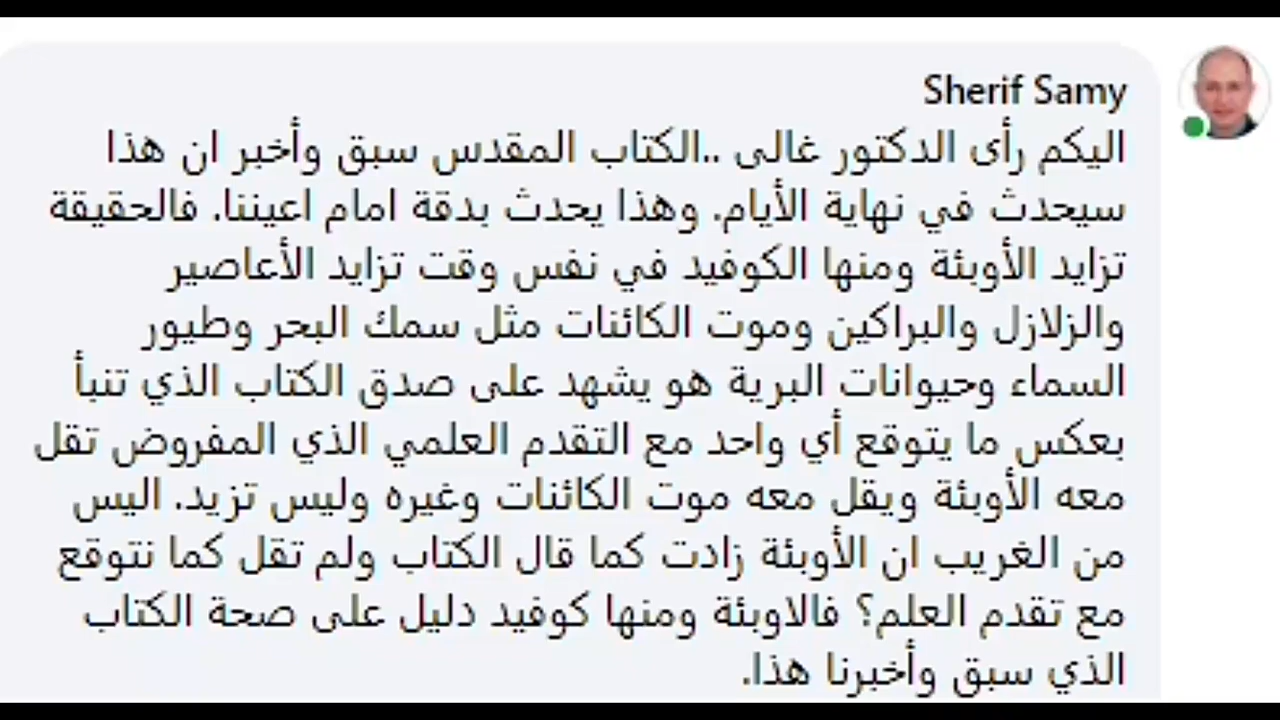 Sherif Samy
اليكم رأى الدكتور غالى ..الكتاب المقدس سبق وأخبر ان هذا
سيحدث في نهاية الأيام. وهذا يحدث بدقة امام اعيننا. فالحقيقة
تزايد الأوبئة ومنها الكوفيد في نفس وقت تزايد الأعاصير
والزلازل والبراكين وموت الكائنات مثل سمك البحر وطيور
السماء وحيوانات البرية هو يشهد على صدق الكتاب الذي تنبأ
بعكس ما يتوقع أي واحد مع التقدم العلمي الذي المفروض تقل
معه الأوبئة ويقل معه موت الكائنات وغيره وليس تزيد. اليس
من الغريب ان الأوبئة زادت كما قال الكتاب ولم تقل كما نتوقع
مع تقدم العلم؟ فالاوبئة ومنها كوفيد دليل على صحة الكتاب
الذي سبق وأخبرنا هذا.